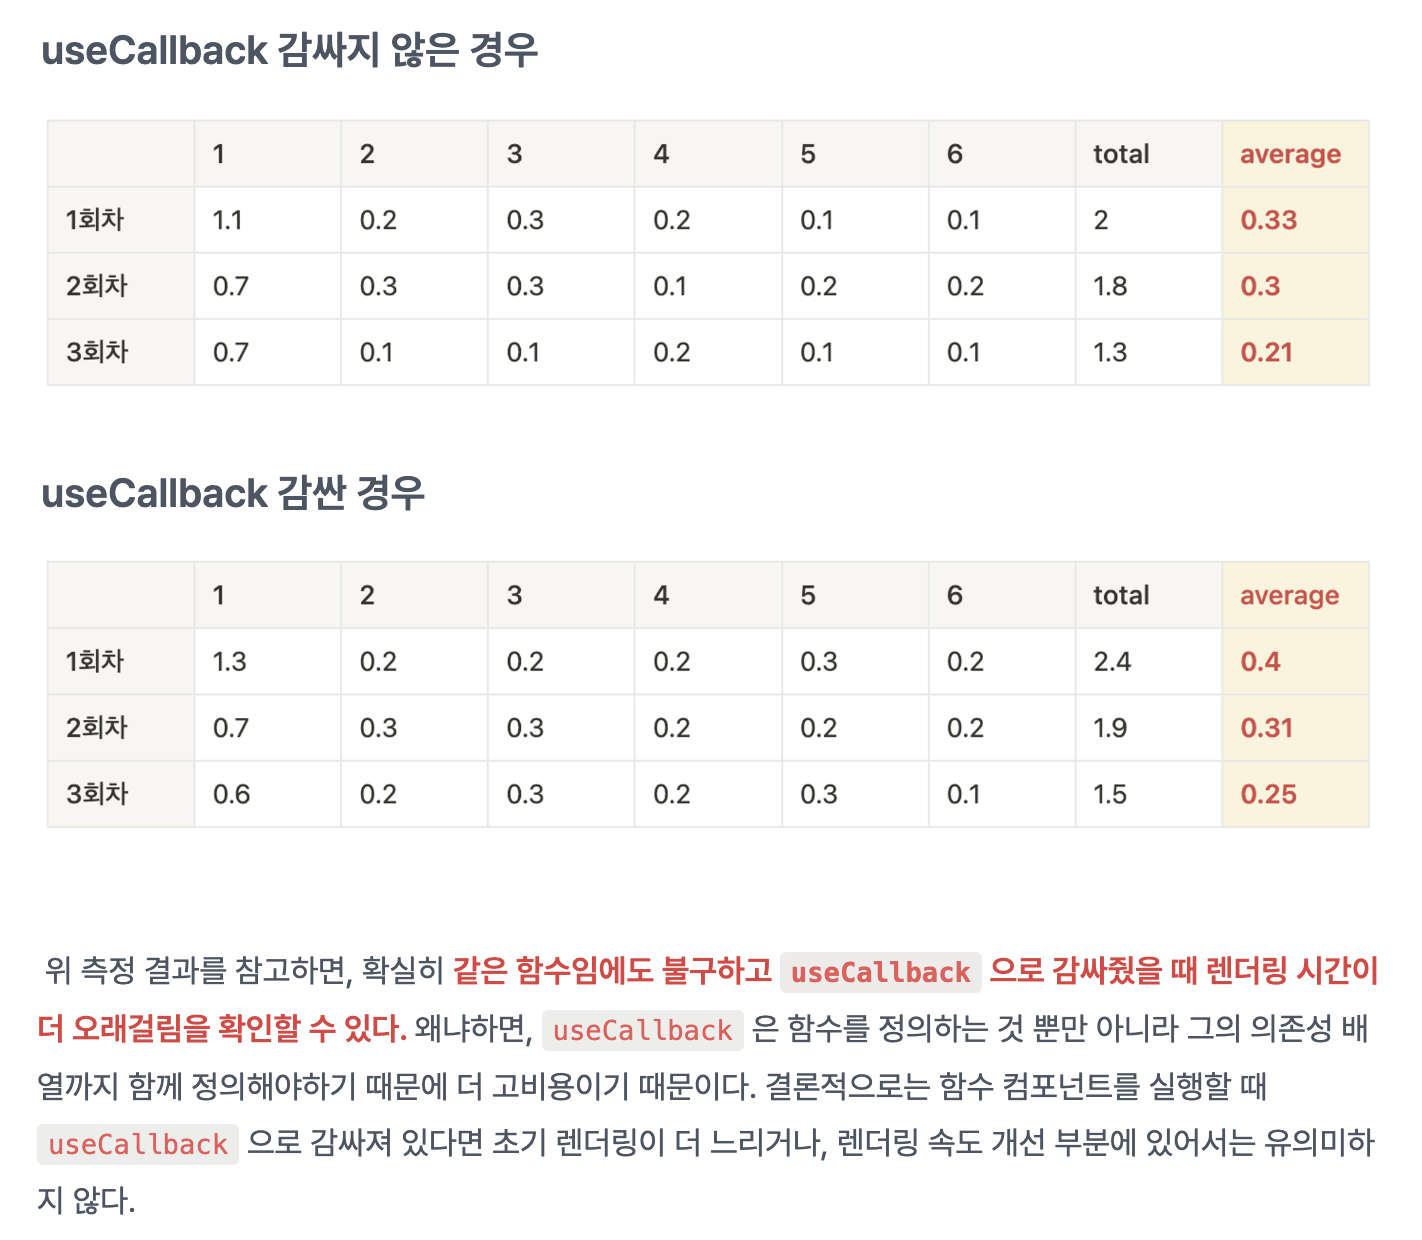 useCallback 감싸지 않은 경우
1 2 3 4 5 6 total average
1회차 1.1 0.2 0.3 0.2 0.1 0.1 2 0.33
2회차 0.7 0.3 0.3 0.1 0.2 0.2 1.8 0.3
3회차 0.7 0.1 0.1 0.2 0.1 0.1 1.3 0.21
useCallback 감싼 경우
1 2 3 4 5 6 total average
1회차 1.3 0.2 0.2 0.2 0.3 0.2 2.4 0.4
2회차 0.7 0.3 0.3 0.2 0.2 0.2 1.9 0.31
3회차 0.6 0.2 0.3 0.2 0.3 0.1 1.5 0.25
위 측정 결과를 참고하면, 확실히 같은 함수임에도 불구하고 useCallback 으로 감싸줬을 때 렌더링 시간이
더 오래걸림을 확인할 수 있다. 왜냐하면, useCallback 은 함수를 정의하는 것 뿐만 아니라 그의 의존성 배
열까지 함께 정의해야하기 때문에 더 고비용이기 때문이다. 결론적으로는 함수 컴포넌트를 실행할 때
useCallback 으로 감싸져 있다면 초기 렌더링이 더 느리거나, 렌더링 속도 개선 부분에 있어서는 유의미하
지 않다.